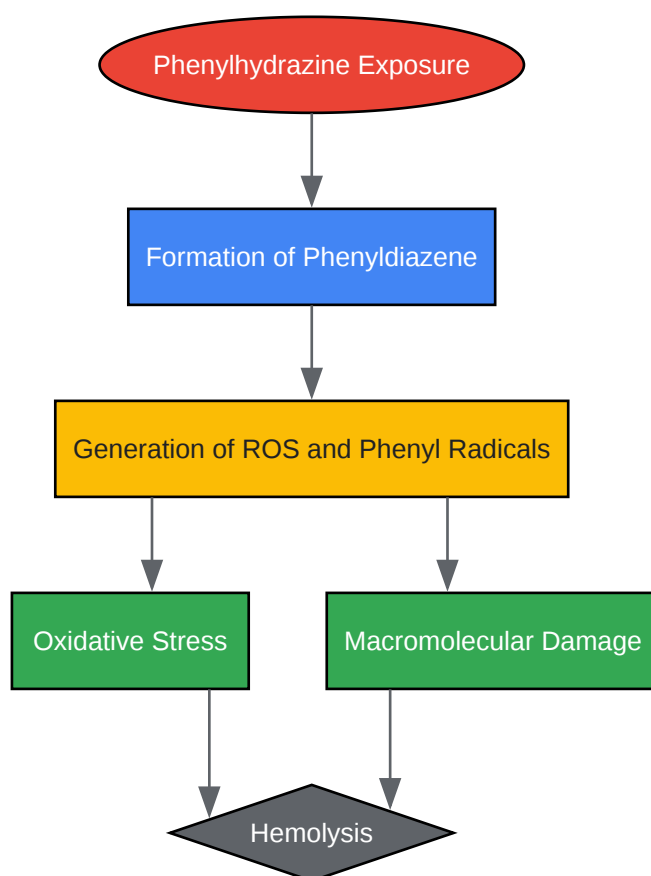 Phenylhydrazine Exposure
Formation of Phenyldiazene
Generation of ROS and Phenyl Radicals
Oxidative Stress
Macromolecular Damage
Hemolysis